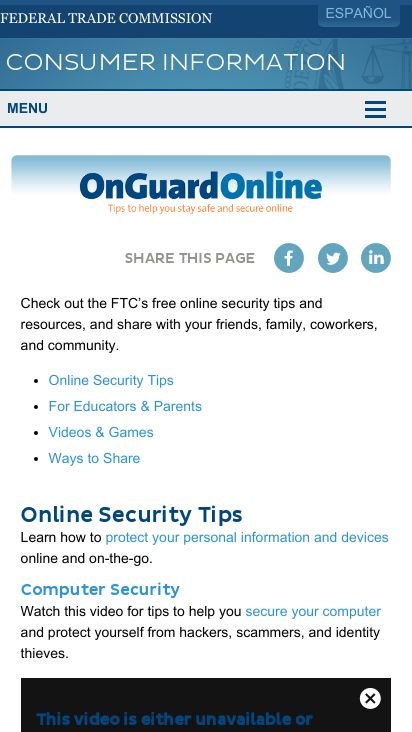 FEDERAL TRADE COMMISSION
ESPAÑOL
CONSUMER INFORMATION
MENU
OnGuardOnline
Tips to help you stay safe and secure online
SHARE THIS PAGE
Check out the FTC's free online security tips and
resources, and share with your friends, family, coworkers,
and community.
Online Security Tips
For Educators & Parents
Videos & Games
Ways to Share
Online Security Tips
Learn how to protect your personal information and devices
online and on-the-go.
Computer Security
Watch this video for tips to help you secure your computer
and protect yourself from hackers, scammers, and identity
thieves.
This video is either unavailable or